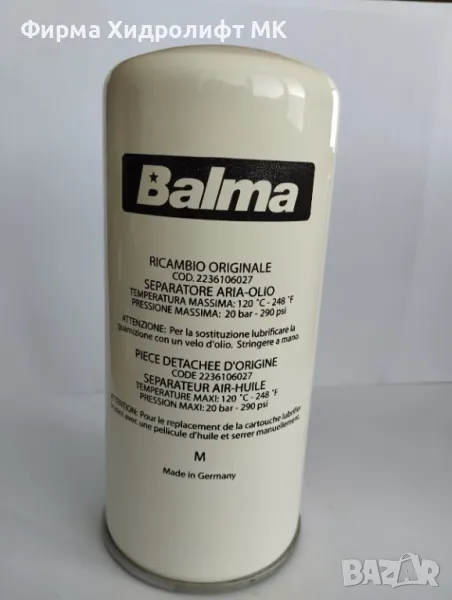 Фирма Хидролифт МК
Balma
RICAMBIO ORIGINALE
COD. 2236106027
SEPARATORE ARIA-OLIO
TEMPERATURA MASSIMA: 120 °C - 248 °F
PRESSIONE MASSIMA: 20 bar - 290 psi
ATTENZIONE: Per la sostituzione lubrificare la
guarnizione con un velo d'olio. Stringere a mano.
PIECE DETACHEE D'ORIGINE
CODE 2236106027
SEPARATEUR AIR-HUILE
TEMPERATURE MAXI: 120 °C - 248 °F
PRESSION MAXI: 20 bar - 290 psi
ATTENTION: Pour le replacement de la cartouche lubrifier
avec une pellicule d'huile et serrer manuellement.
M
Made in Germany
BAZAR